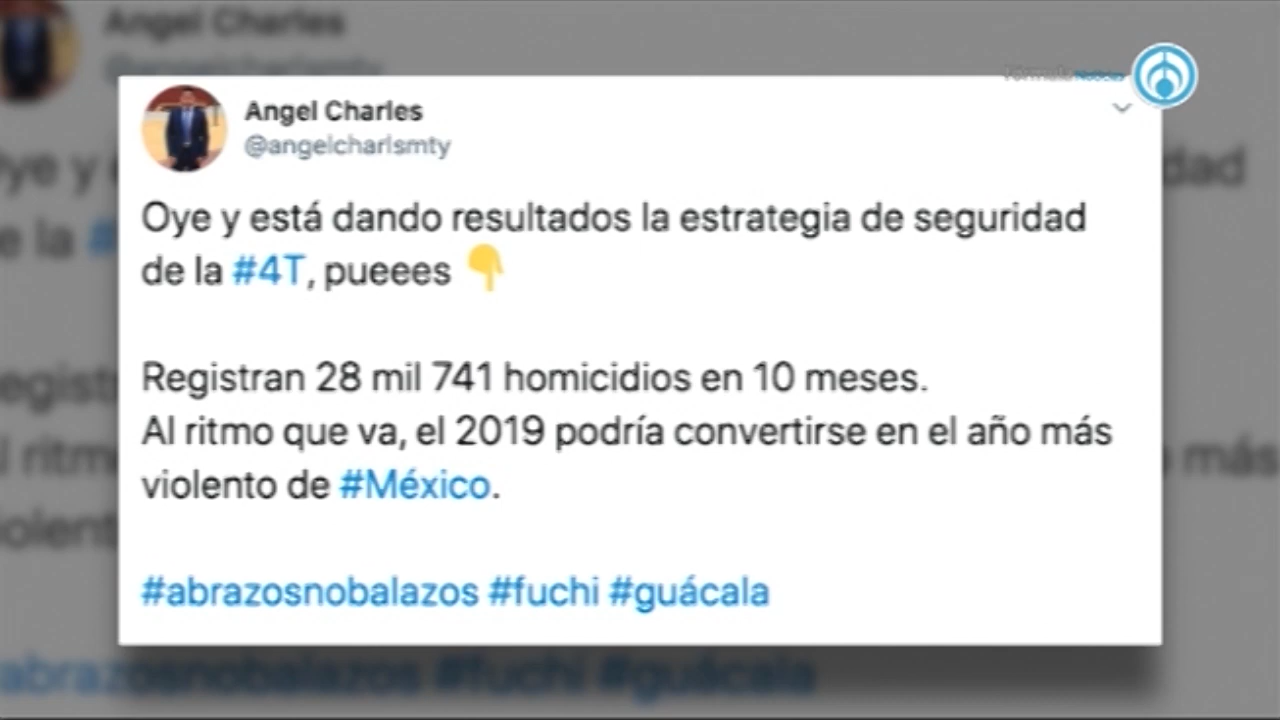 Fórmula Noticias
Angel Charles
@angelcharlsmty
Oye y está dando resultados la estrategia de seguridad
de la #4T, pueees 👇
Registran 28 mil 741 homicidios en 10 meses.
Al ritmo que va, el 2019 podría convertirse en el año más
violento de #México.
#abrazosnobalazos #fuchi #guácala